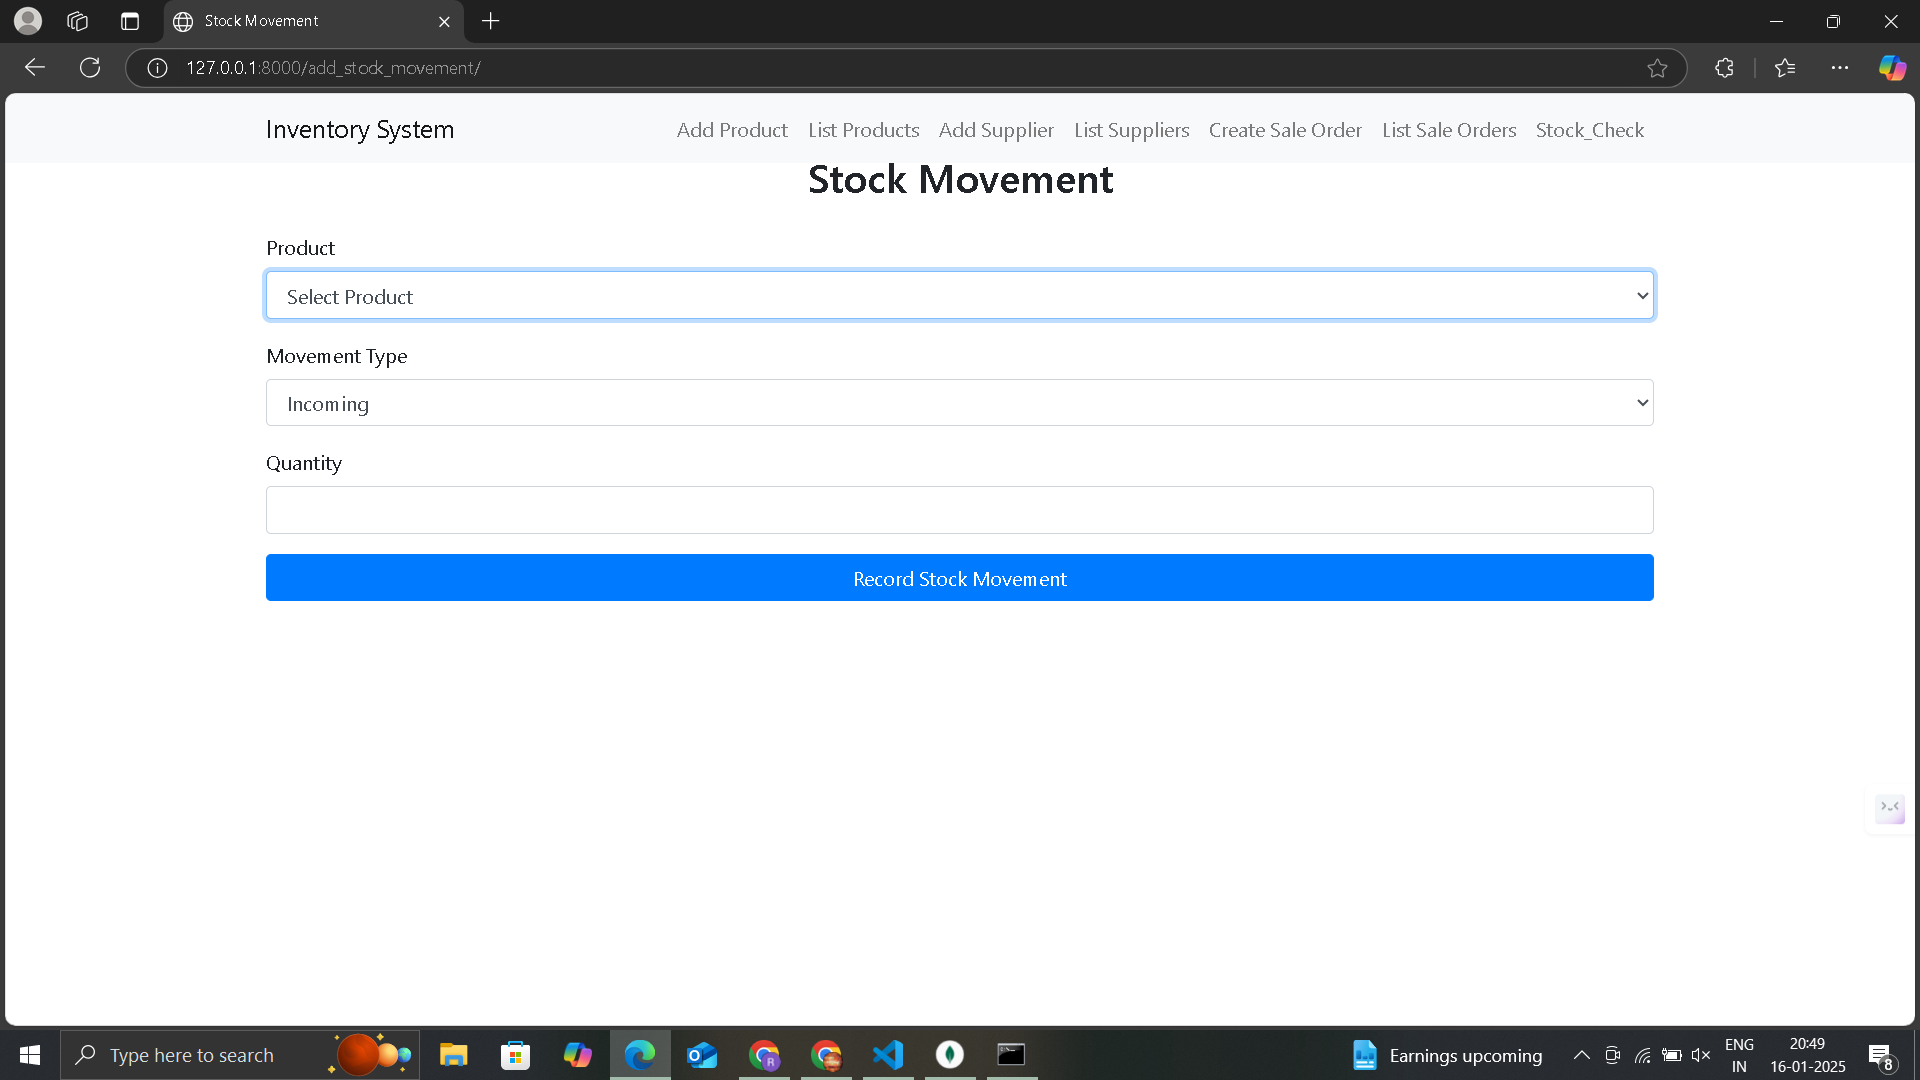 Stock Movement
127.0.0.1:8000/add_stock_movement/
Inventory System Add Product List Products Add Supplier List Suppliers Create Sale Order List Sale Orders Stock_Check
Stock Movement
Product
Select Product
Movement Type
Incoming
Quantity
Record Stock Movement
Type here to search Earnings upcoming ENG IN 20:49 16-01-2025 8